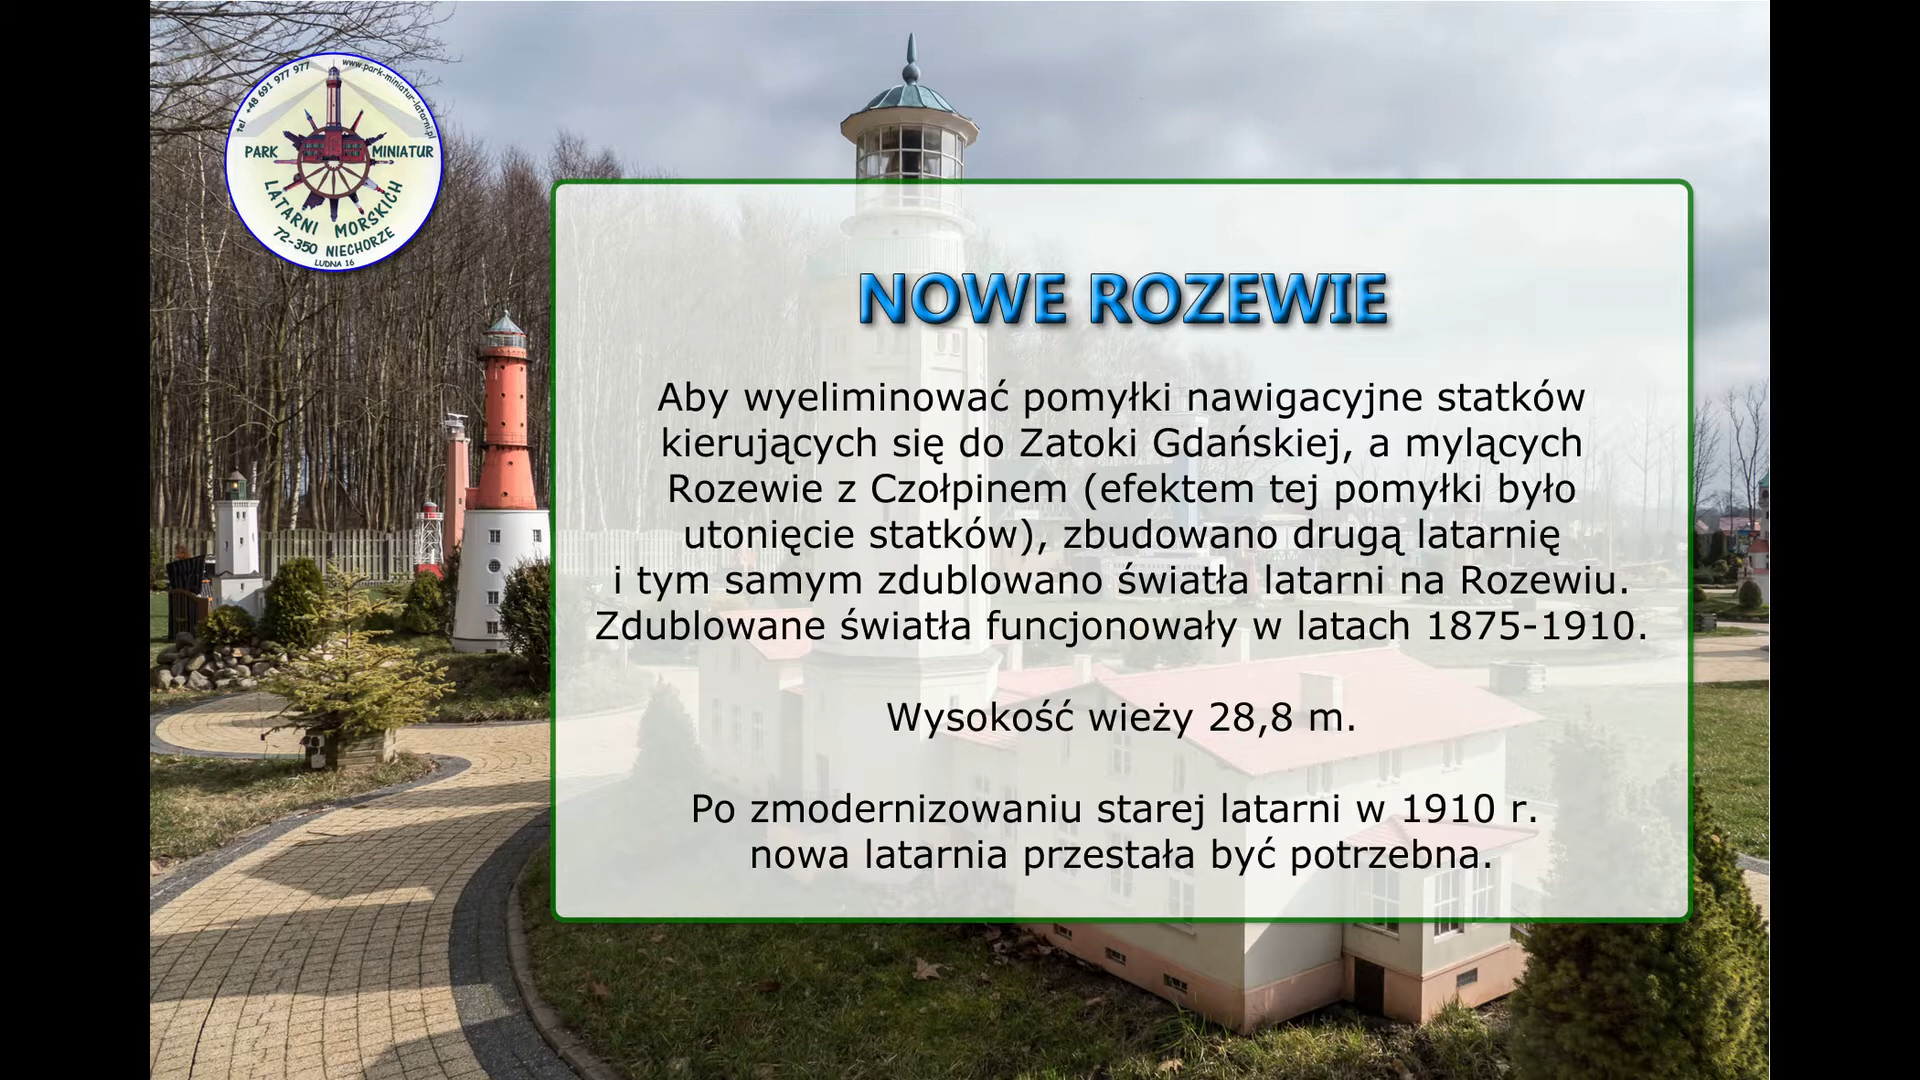 tel +48 691 977 977 www.park-miniatur-latarni.pl
PARK MINIATUR
LATARNI MORSKICH
72-350 NIECHORZE
LUDNA 16
NOWE ROZEWIE
Aby wyeliminować pomyłki nawigacyjne statków
kierujących się do Zatoki Gdańskiej, a mylących
Rozewie z Czołpinem (efektem tej pomyłki było
utonięcie statków), zbudowano drugą latarnię
i tym samym zdublowano światła latarni na Rozewiu.
Zdublowane światła funcjonowały w latach 1875-1910.
Wysokość wieży 28,8 m.
Po zmodernizowaniu starej latarni w 1910 r.
nowa latarnia przestała być potrzebna.